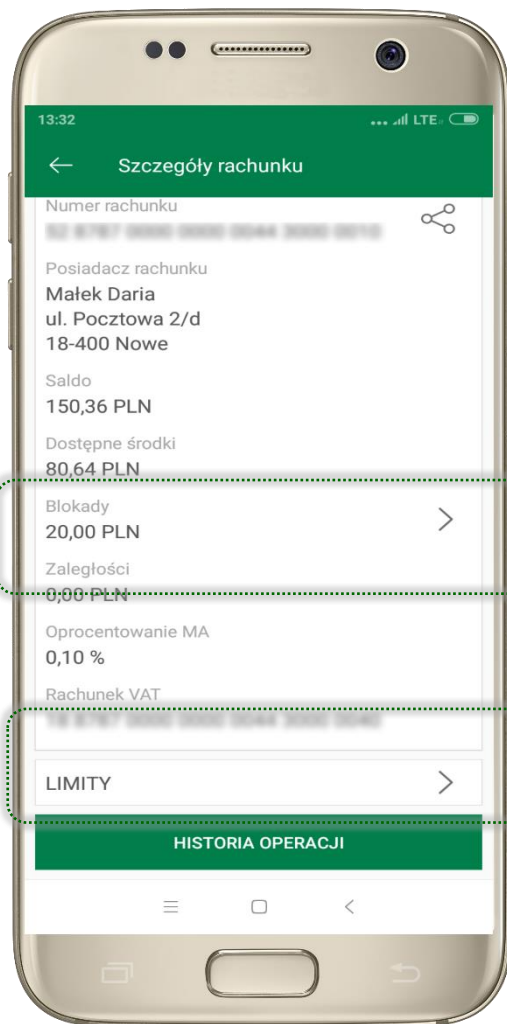 13:32
LTE
Szczegóły rachunku
Numer rachunku
Posiadacz rachunku
Małek Daria
ul. Pocztowa 2/d
18-400 Nowe
Saldo
150,36 PLN
Dostępne środki
80,64 PLN
Blokady
20,00 PLN
Zaległości
0,00 PLN
Oprocentowanie MA
0,10 %
Rachunek VAT
LIMITY
HISTORIA OPERACJI